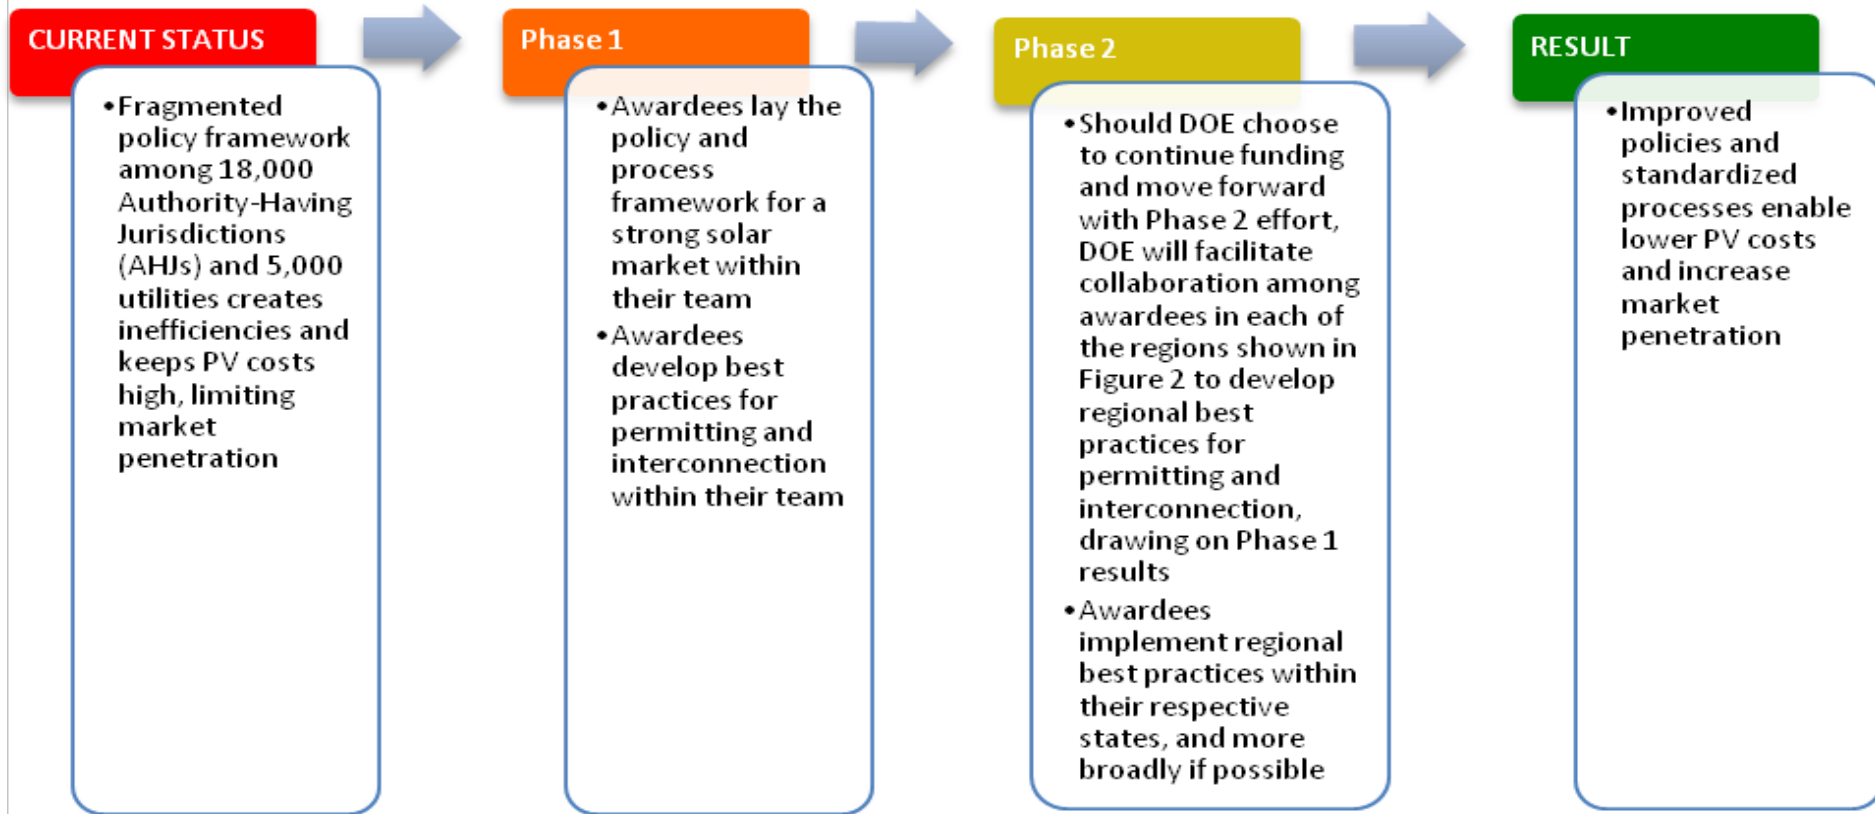 CURRENT STATUS
•Fragmented
policy framework
among 18,000
Authority-Having
Jurisdictions
(AHJs) and 5,000
utilities creates
inefficiencies and
keeps PV costs
high, limiting
market
penetration
Phase 1
•Awardees lay the
policy and
process
framework for a
strong solar
market within
their team
•Awardees
develop best
practices for
permitting and
interconnection
within their team
Phase 2
•Should DOE choose
to continue funding
and move forward
with Phase 2 effort,
DOE will facilitate
collaboration among
awardees in each of
the regions shown in
Figure 2 to develop
regional best
practices for
permitting and
interconnection,
drawing on Phase 1
results
•Awardees
implement regional
best practices within
their respective
states, and more
broadly if possible
RESULT
•Improved
policies and
standardized
processes enable
lower PV costs
and increase
market
penetration